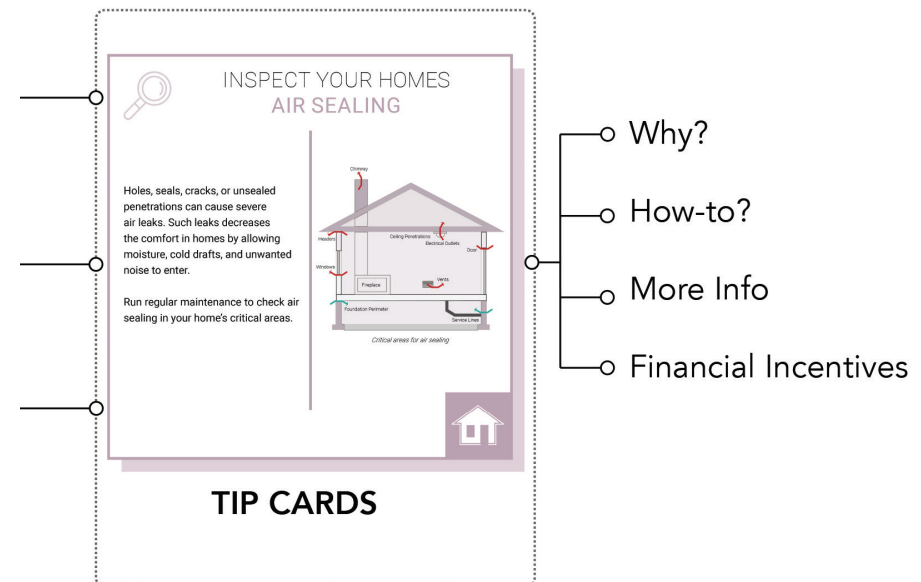 INSPECT YOUR HOMES
AIR SEALING
Holes, seals, cracks, or unsealed
penetrations can cause severe
air leaks. Such leaks decreases
the comfort in homes by allowing
moisture, cold drafts, and unwanted
noise to enter.
Run regular maintenance to check air
sealing in your home's critical areas.
Chimney
Headers
Ceiling Penetrations
Electrical Outlets
Door
Windows
Fireplace
Vents
Foundation Perimeter
Service Lines
Critical areas for air sealing
TIP CARDS
Why?
How-to?
More Info
Financial Incentives